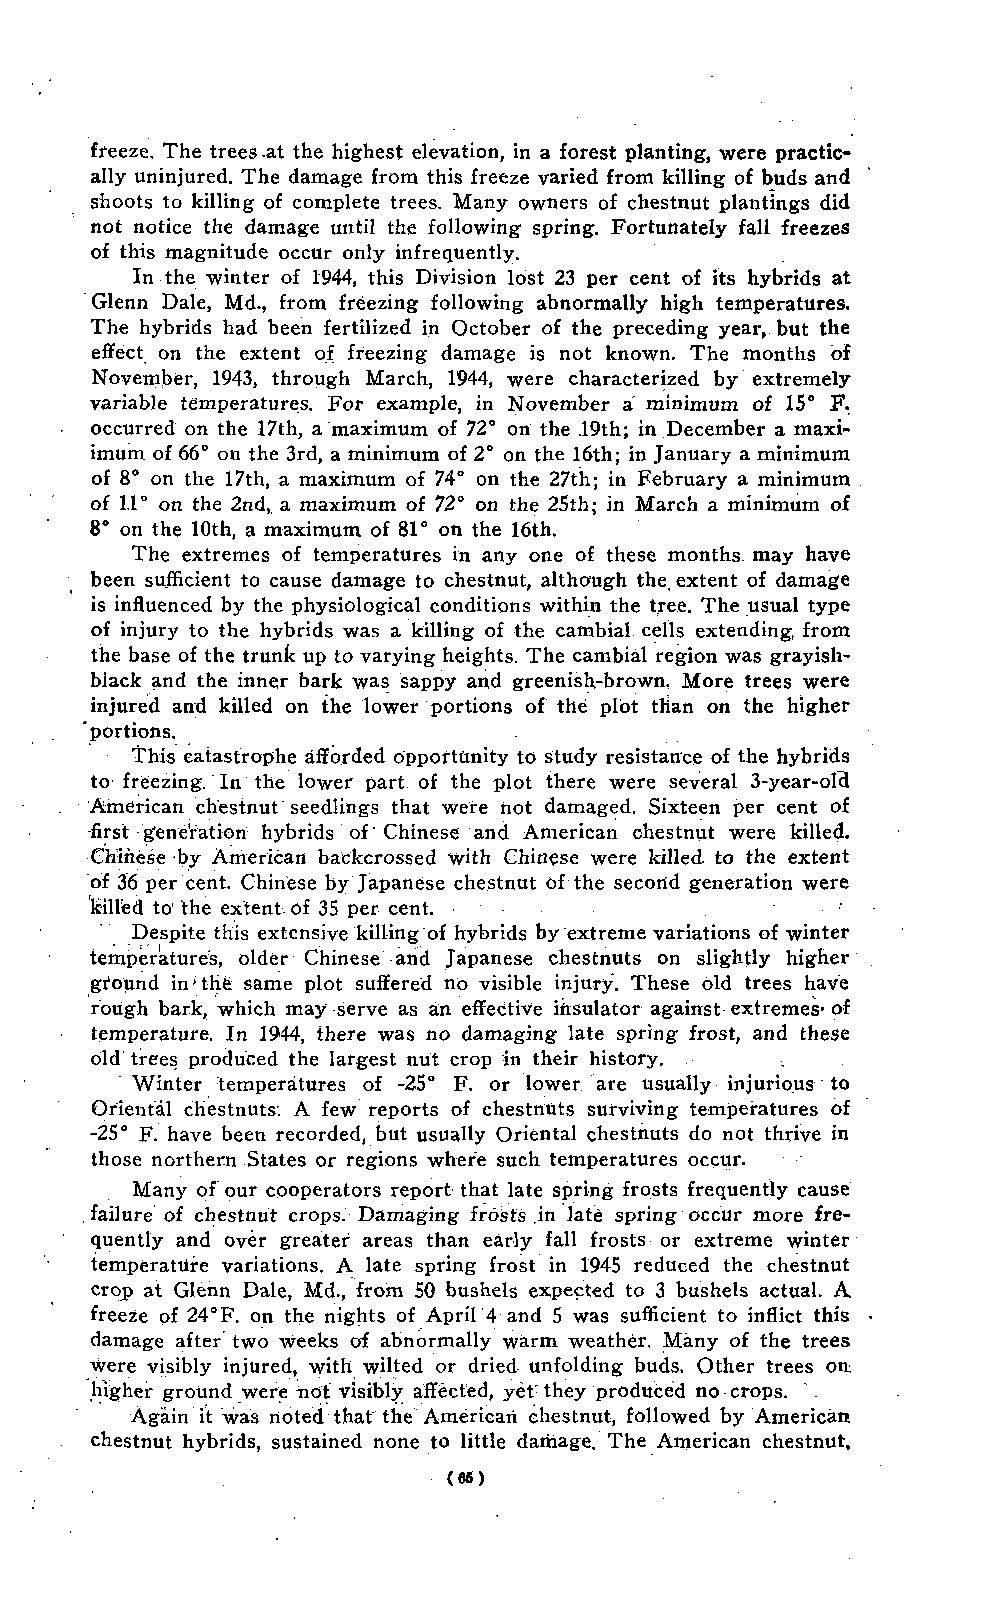 freeze. The trees at the highest elevation, in a forest planting, were practic-
ally uninjured. The damage from this freeze varied from killing of buds and
shoots to killing of complete trees. Many owners of chestnut plantings did
not notice the damage until the following spring. Fortunately fall freezes
of this magnitude occur only infrequently.
In the winter of 1944, this Division lost 23 per cent of its hybrids at
Glenn Dale, Md., from freezing following abnormally high temperatures.
The hybrids had been fertilized in October of the preceding year, but the
effect on the extent of freezing damage is not known. The months of
November, 1943, through March, 1944, were characterized by extremely
variable temperatures. For example, in November a minimum of 15° F.
occurred on the 17th, a maximum of 72° on the 19th; in December a maxi-
imum of 66° on the 3rd, a minimum of 2° on the 16th; in January a minimum
of 8° on the 17th, a maximum of 74° on the 27th; in February a minimum
of 11° on the 2nd, a maximum of 72° on the 25th; in March a minimum of
8° on the 10th, a maximum of 81° on the 16th.
The extremes of temperatures in any one of these months may have
been sufficient to cause damage to chestnut, although the extent of damage
is influenced by the physiological conditions within the tree. The usual type
of injury to the hybrids was a killing of the cambial cells extending from
the base of the trunk up to varying heights. The cambial region was grayish-
black and the inner bark was sappy and greenish-brown. More trees were
injured and killed on the lower portions of the plot than on the higher
portions.
This catastrophe afforded opportunity to study resistance of the hybrids
to freezing. In the lower part of the plot there were several 3-year-old
American chestnut seedlings that were not damaged. Sixteen per cent of
first generation hybrids of Chinese and American chestnut were killed.
Chinese by American backcrossed with Chinese were killed to the extent
of 36 per cent. Chinese by Japanese chestnut of the second generation were
killed to the extent of 35 per cent.
Despite this extensive killing of hybrids by extreme variations of winter
temperatures, older Chinese and Japanese chestnuts on slightly higher
ground in the same plot suffered no visible injury. These old trees have
rough bark, which may serve as an effective insulator against extremes of
temperature. In 1944, there was no damaging late spring frost, and these
old trees produced the largest nut crop in their history.
Winter temperatures of -25° F. or lower are usually injurious to
Oriental chestnuts. A few reports of chestnuts surviving temperatures of
-25° F. have been recorded, but usually Oriental chestnuts do not thrive in
those northern States or regions where such temperatures occur.
Many of our cooperators report that late spring frosts frequently cause
failure of chestnut crops. Damaging frosts in late spring occur more fre-
quently and over greater areas than early fall frosts or extreme winter
temperature variations. A late spring frost in 1945 reduced the chestnut
crop at Glenn Dale, Md., from 50 bushels expected to 3 bushels actual. A
freeze of 24°F. on the nights of April 4 and 5 was sufficient to inflict this
damage after two weeks of abnormally warm weather. Many of the trees
were visibly injured, with wilted or dried unfolding buds. Other trees on
higher ground were not visibly affected, yet they produced no crops.
Again it was noted that the American chestnut, followed by American
chestnut hybrids, sustained none to little damage. The American chestnut,
(65)